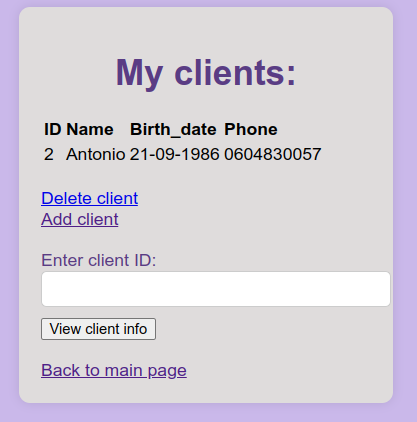 My clients:
ID Name Birth_date Phone
2 Antonio 21-09-1986 0604830057
Delete client
Add client
Enter client ID:
View client info
Back to main page